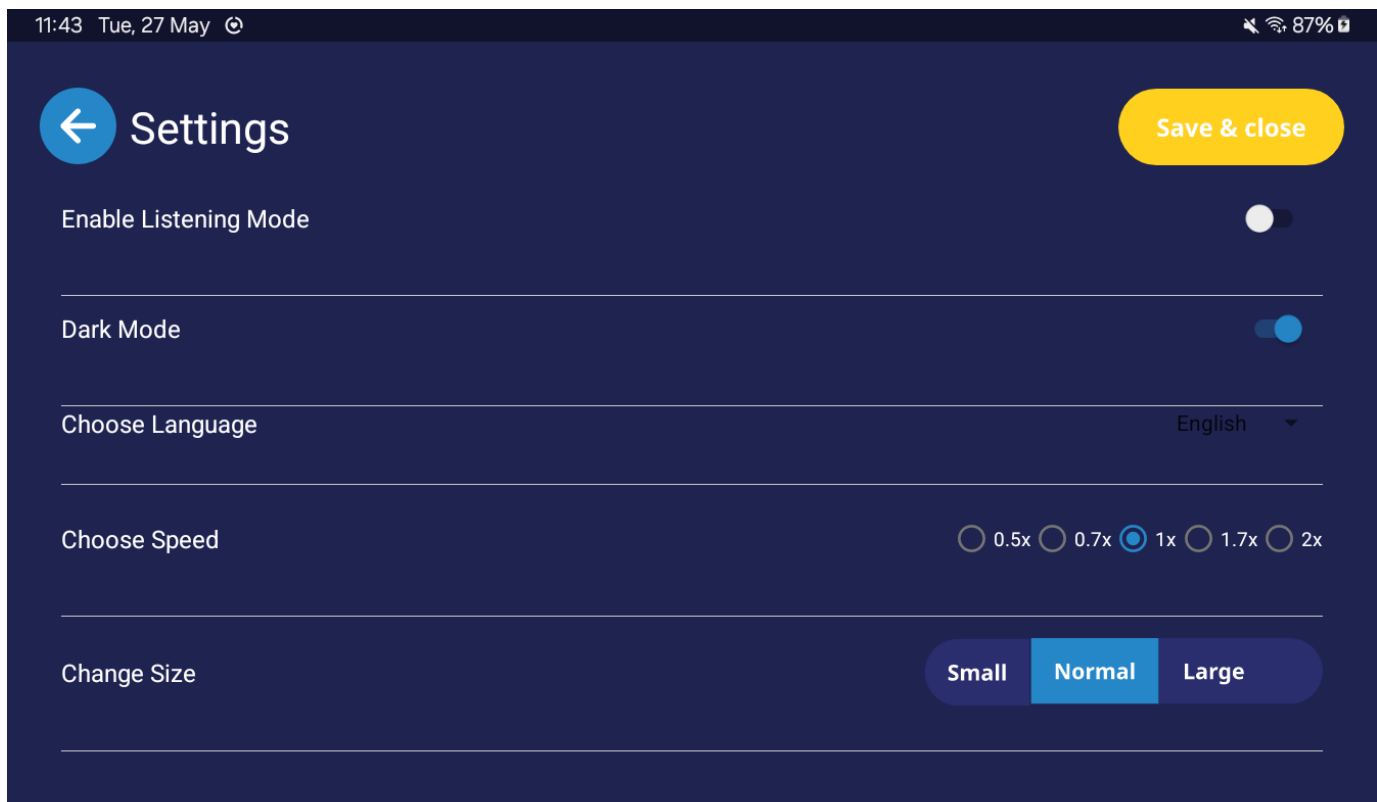 11:43 Tue, 27 May 87%
Settings
Save & close
Enable Listening Mode
Dark Mode
Choose Language English
Choose Speed 0.5x 0.7x 1x 1.7x 2x
Change Size Small Normal Large